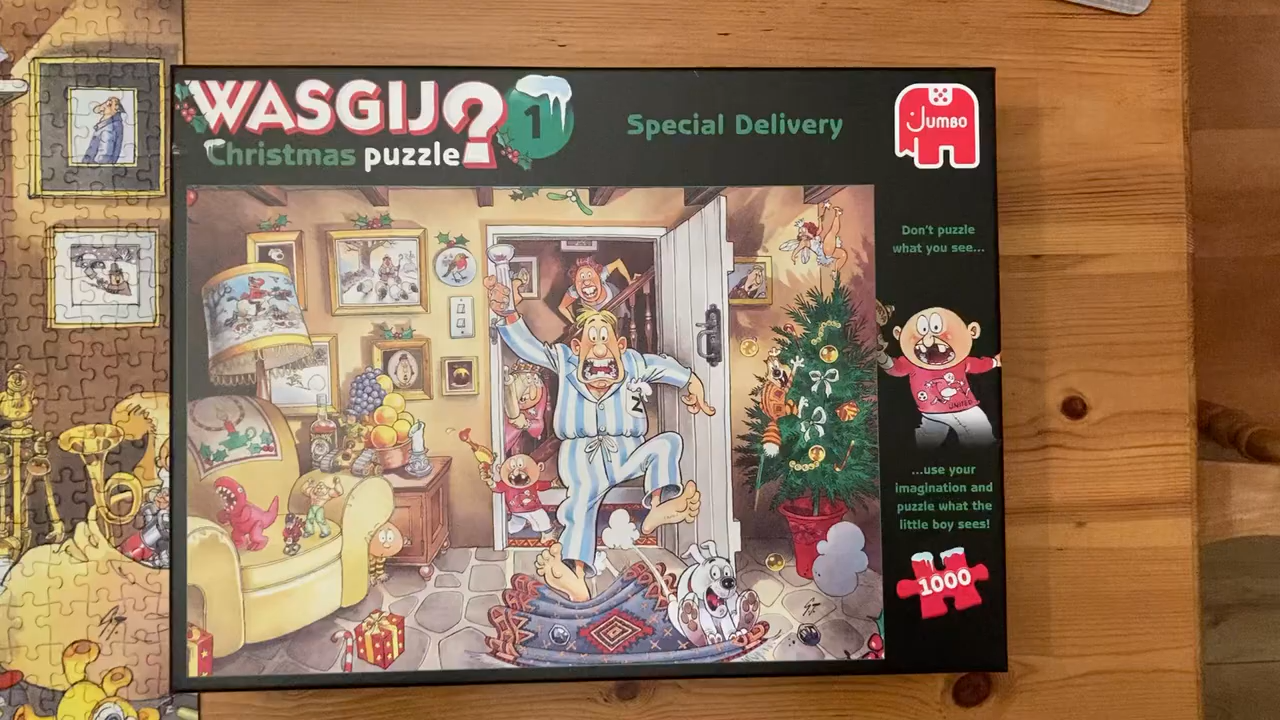 WASGIJ?
1
Christmas puzzle
Special Delivery
Jumbo
Don't puzzle
what you see...
UNITED
...use your
imagination and
puzzle what the
little boy sees!
1000
Z